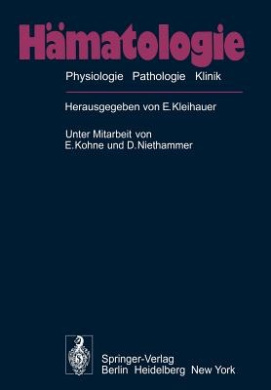 Hämatologie
Physiologie Pathologie Klinik
Herausgegeben von E.Kleihauer
Unter Mitarbeit von
E.Kohne und D.Niethammer
Springer-Verlag
Berlin Heidelberg New York